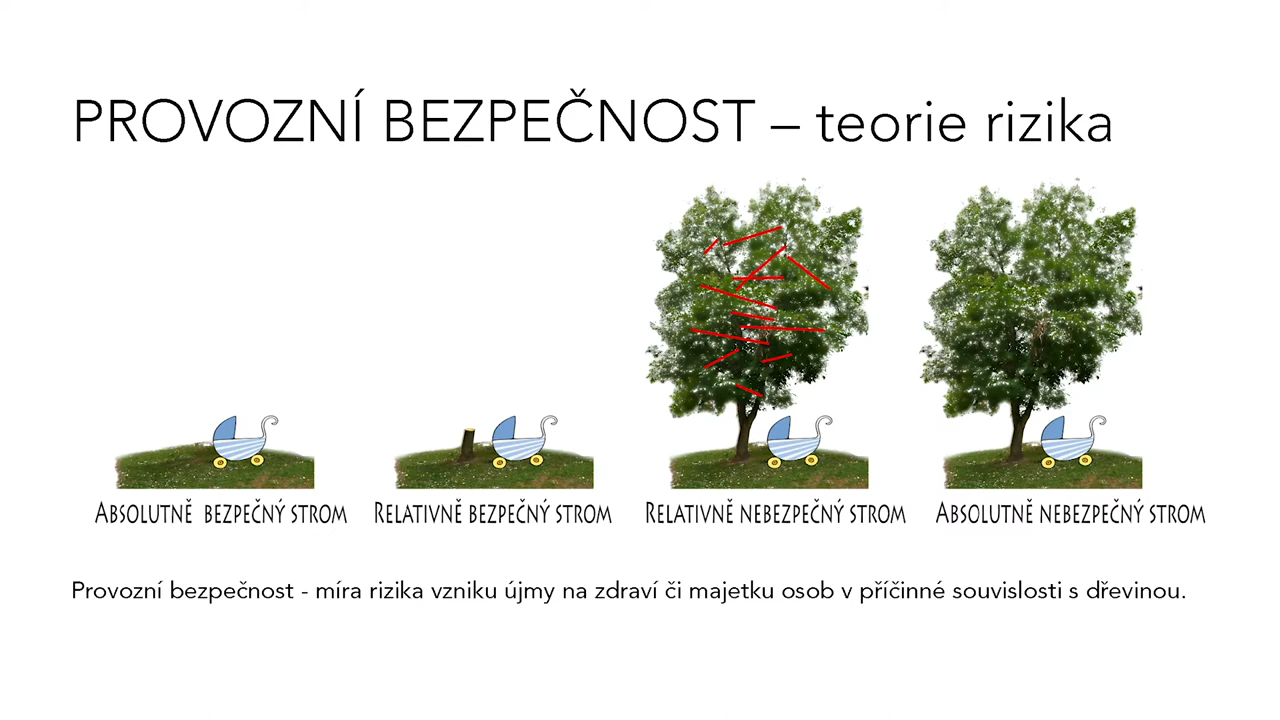 PROVOZNÍ BEZPEČNOST – teorie rizika
ABSOLUTNĚ BEZPEČNÝ STROM
RELATIVNĚ BEZPEČNÝ STROM
RELATIVNĚ NEBEZPEČNÝ STROM
ABSOLUTNĚ NEBEZPEČNÝ STROM
Provozní bezpečnost - míra rizika vzniku újmy na zdraví či majetku osob v příčinné souvislosti s dřevinou.